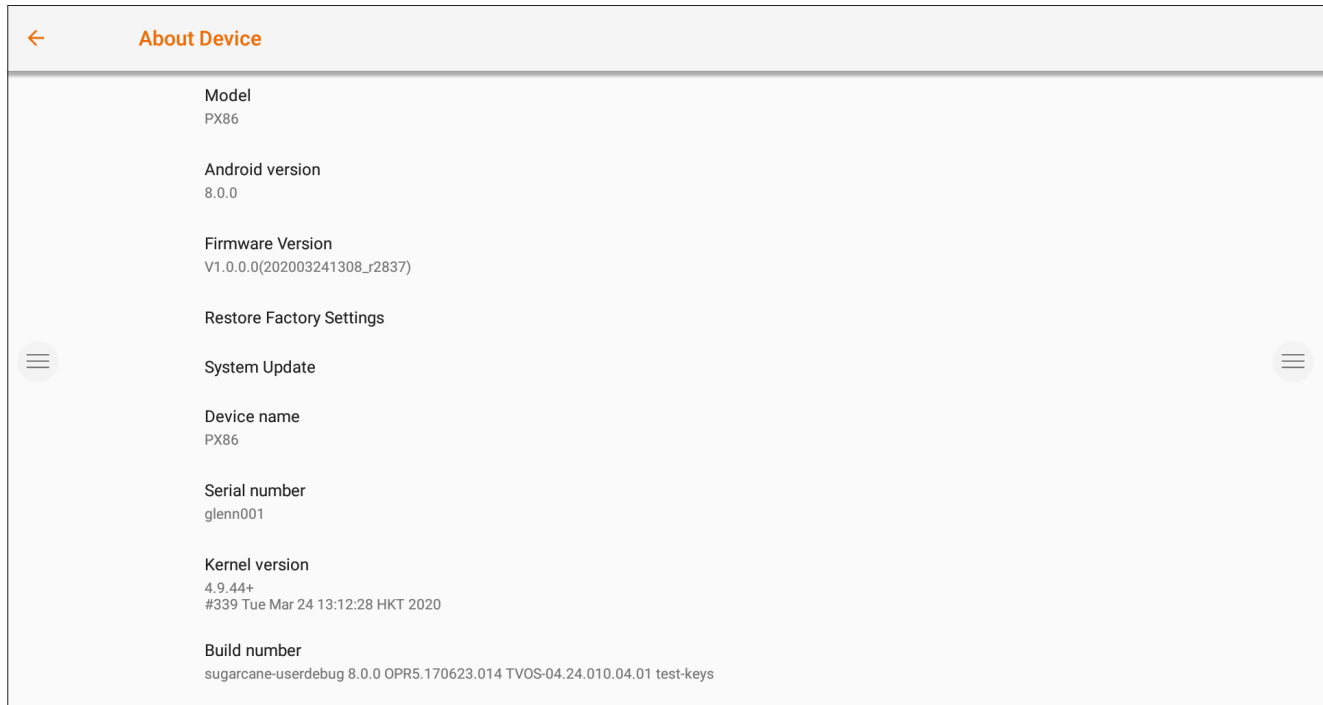 About Device
Model
PX86
Android version
8.0.0
Firmware Version
V1.0.0.0(202003241308_r2837)
Restore Factory Settings
System Update
Device name
PX86
Serial number
glenn001
Kernel version
4.9.44+
#339 Tue Mar 24 13:12:28 HKT 2020
Build number
sugarcane-userdebug 8.0.0 OPR5.170623.014 TVOS-04.24.010.04.01 test-keys